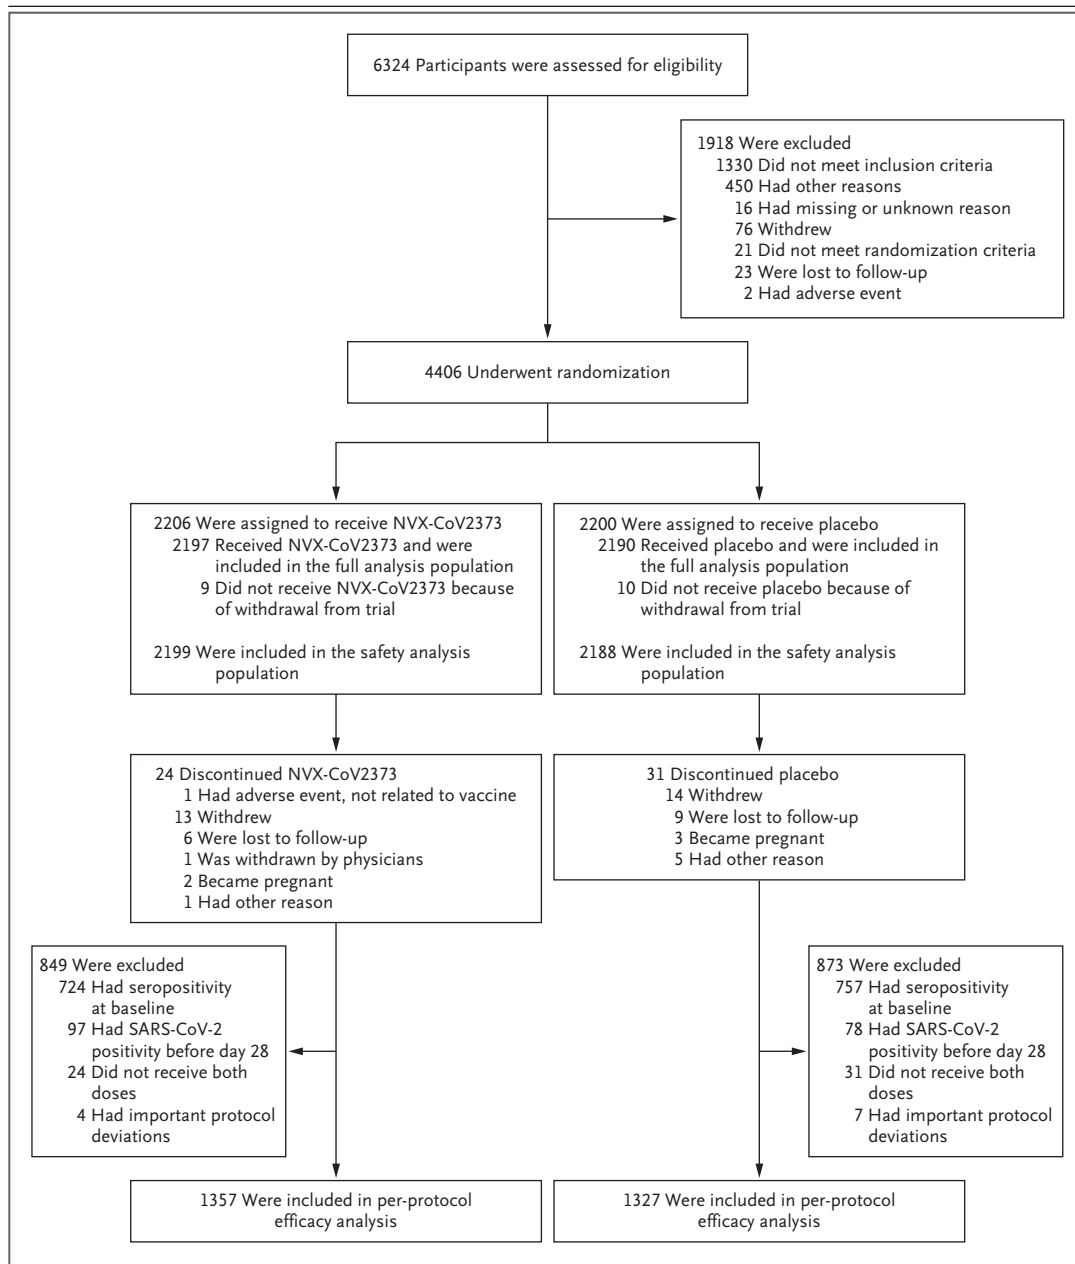 6324 Participants were assessed for eligibility
1918 Were excluded
1330 Did not meet inclusion criteria
450 Had other reasons
16 Had missing or unknown reason
76 Withdrew
21 Did not meet randomization criteria
23 Were lost to follow-up
2 Had adverse event
4406 Underwent randomization
2206 Were assigned to receive NVX-CoV2373
2197 Received NVX-CoV2373 and were
included in the full analysis population
9 Did not receive NVX-CoV2373 because
of withdrawal from trial
2199 Were included in the safety analysis
population
2200 Were assigned to receive placebo
2190 Received placebo and were included in
the full analysis population
10 Did not receive placebo because of
withdrawal from trial
2188 Were included in the safety analysis
population
24 Discontinued NVX-CoV2373
1 Had adverse event, not related to vaccine
13 Withdrew
6 Were lost to follow-up
1 Was withdrawn by physicians
2 Became pregnant
1 Had other reason
31 Discontinued placebo
14 Withdrew
9 Were lost to follow-up
3 Became pregnant
5 Had other reason
849 Were excluded
724 Had seropositivity
at baseline
97 Had SARS-CoV-2
positivity before day 28
24 Did not receive both
doses
4 Had important protocol
deviations
873 Were excluded
757 Had seropositivity
at baseline
78 Had SARS-CoV-2
positivity before day 28
31 Did not receive both
doses
7 Had important protocol
deviations
1357 Were included in per-protocol
efficacy analysis
1327 Were included in per-protocol
efficacy analysis